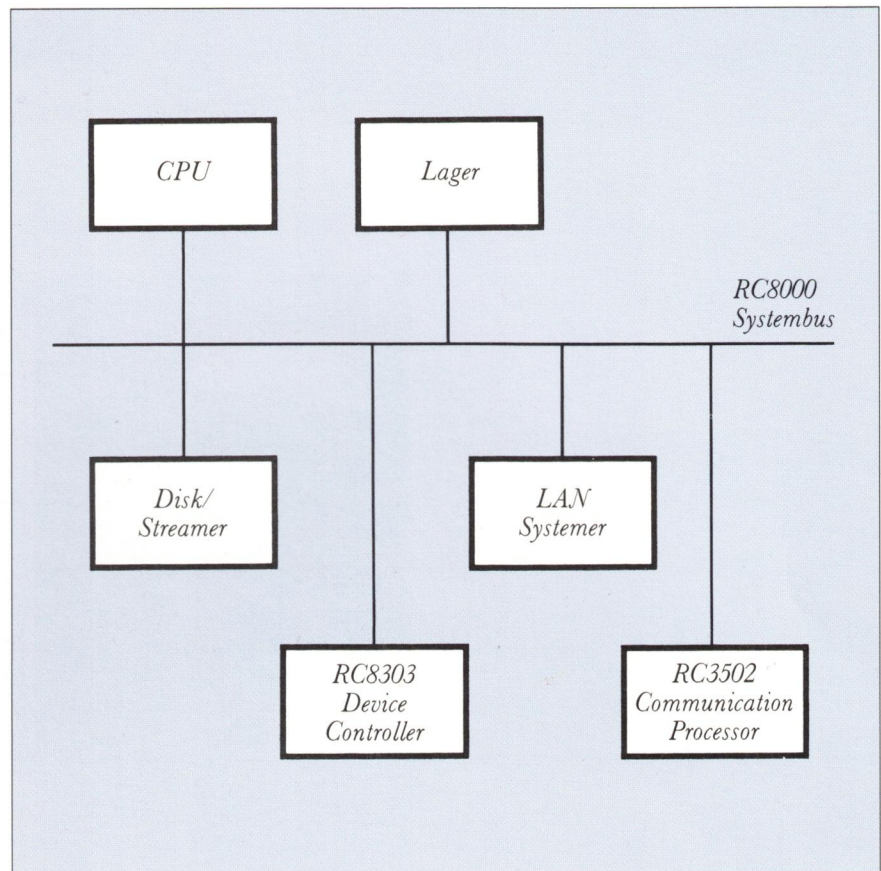 CPU
Lager
RC8000
Systembus
Disk/
Streamer
LAN
Systemer
RC8303
Device
Controller
RC3502
Communication
Processor